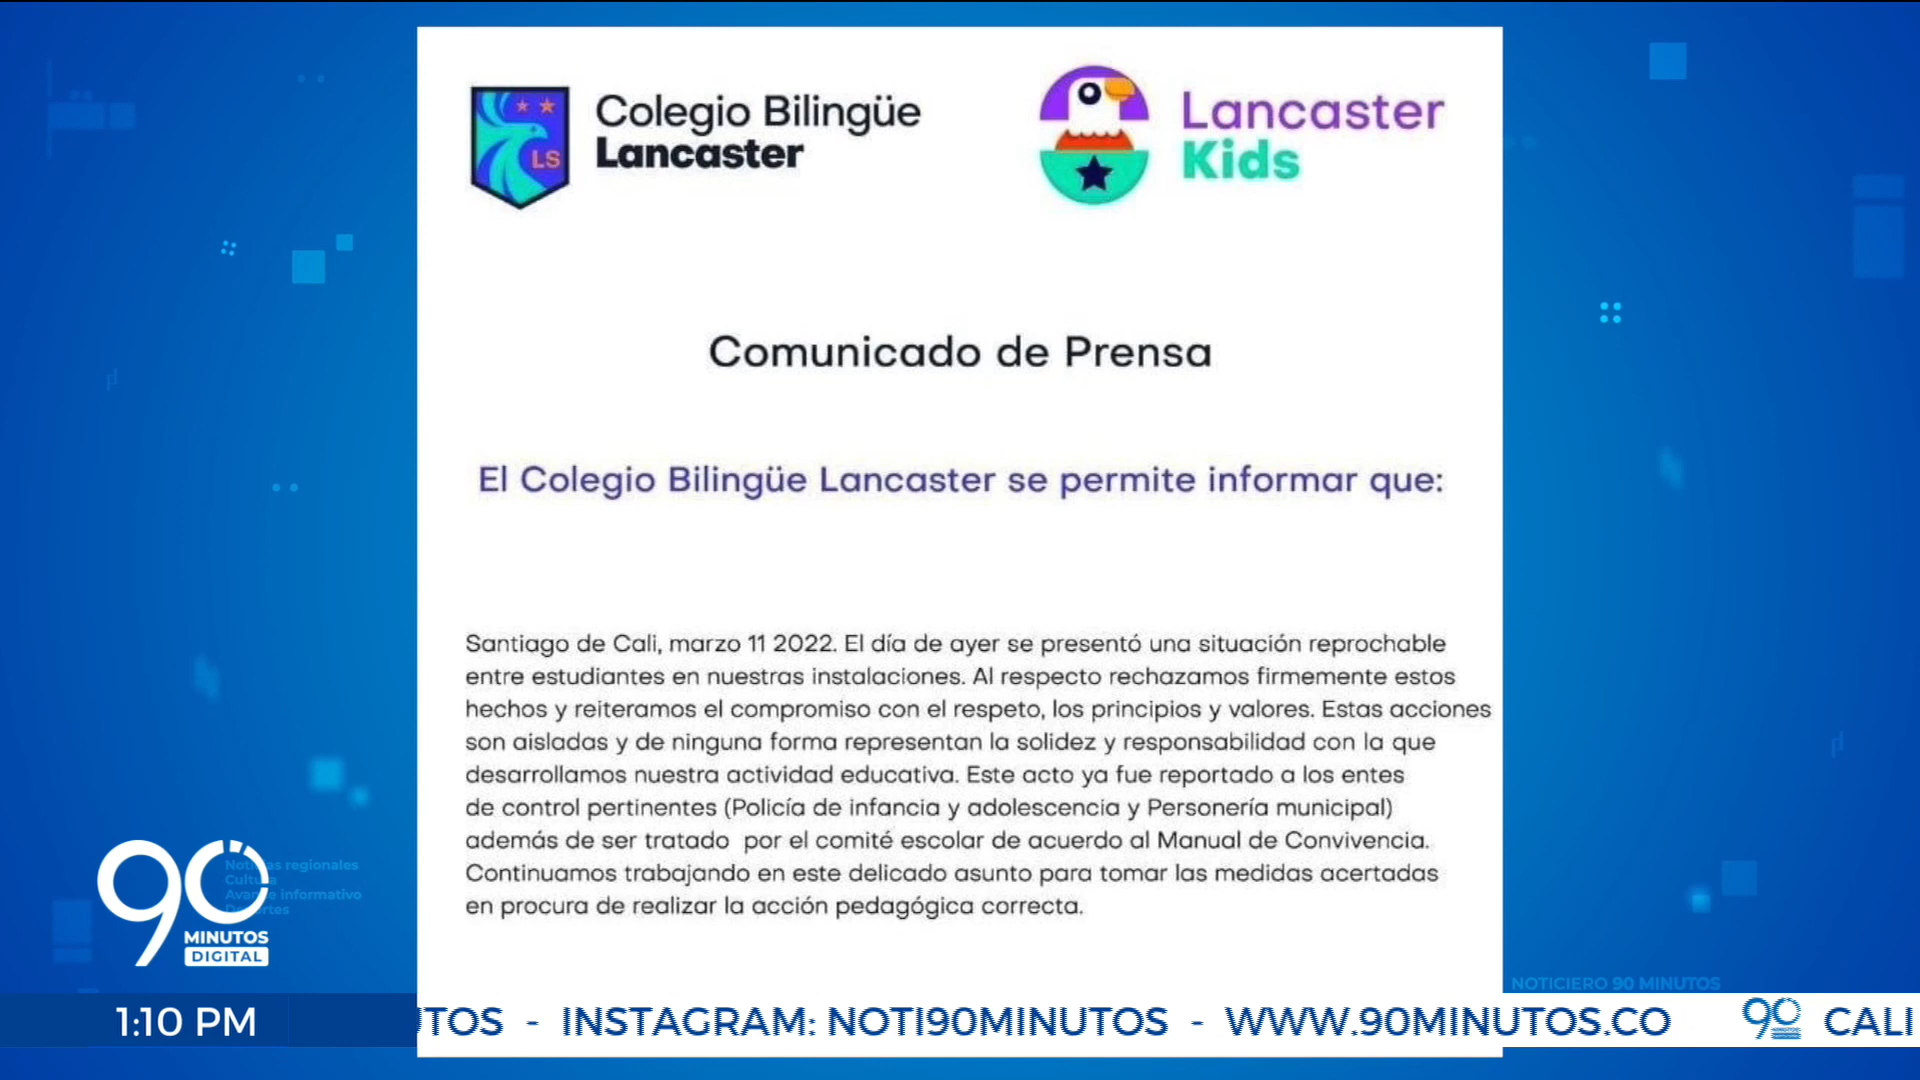 LS
Colegio Bilingüe
Lancaster
Lancaster
Kids
Comunicado de Prensa
El Colegio Bilingüe Lancaster se permite informar que:
Santiago de Cali, marzo 11 2022. El día de ayer se presentó una situación reprochable
entre estudiantes en nuestras instalaciones. Al respecto rechazamos firmemente estos
hechos y reiteramos el compromiso con el respeto, los principios y valores. Estas acciones
son aisladas y de ninguna forma representan la solidez y responsabilidad con la que
desarrollamos nuestra actividad educativa. Este acto ya fue reportado a los entes
de control pertinentes (Policía de infancia y adolescencia y Personería municipal)
además de ser tratado por el comité escolar de acuerdo al Manual de Convivencia.
Continuamos trabajando en este delicado asunto para tomar las medidas acertadas
en procura de realizar la acción pedagógica correcta.
Noticias regionales
Cultura
Avance informativo
Deportes
90
MINUTOS
DIGITAL
NOTICIERO 90 MINUTOS
1:10 PM
UTOS - INSTAGRAM: NOTI90MINUTOS - WWW.90MINUTOS.CO 90 CALI